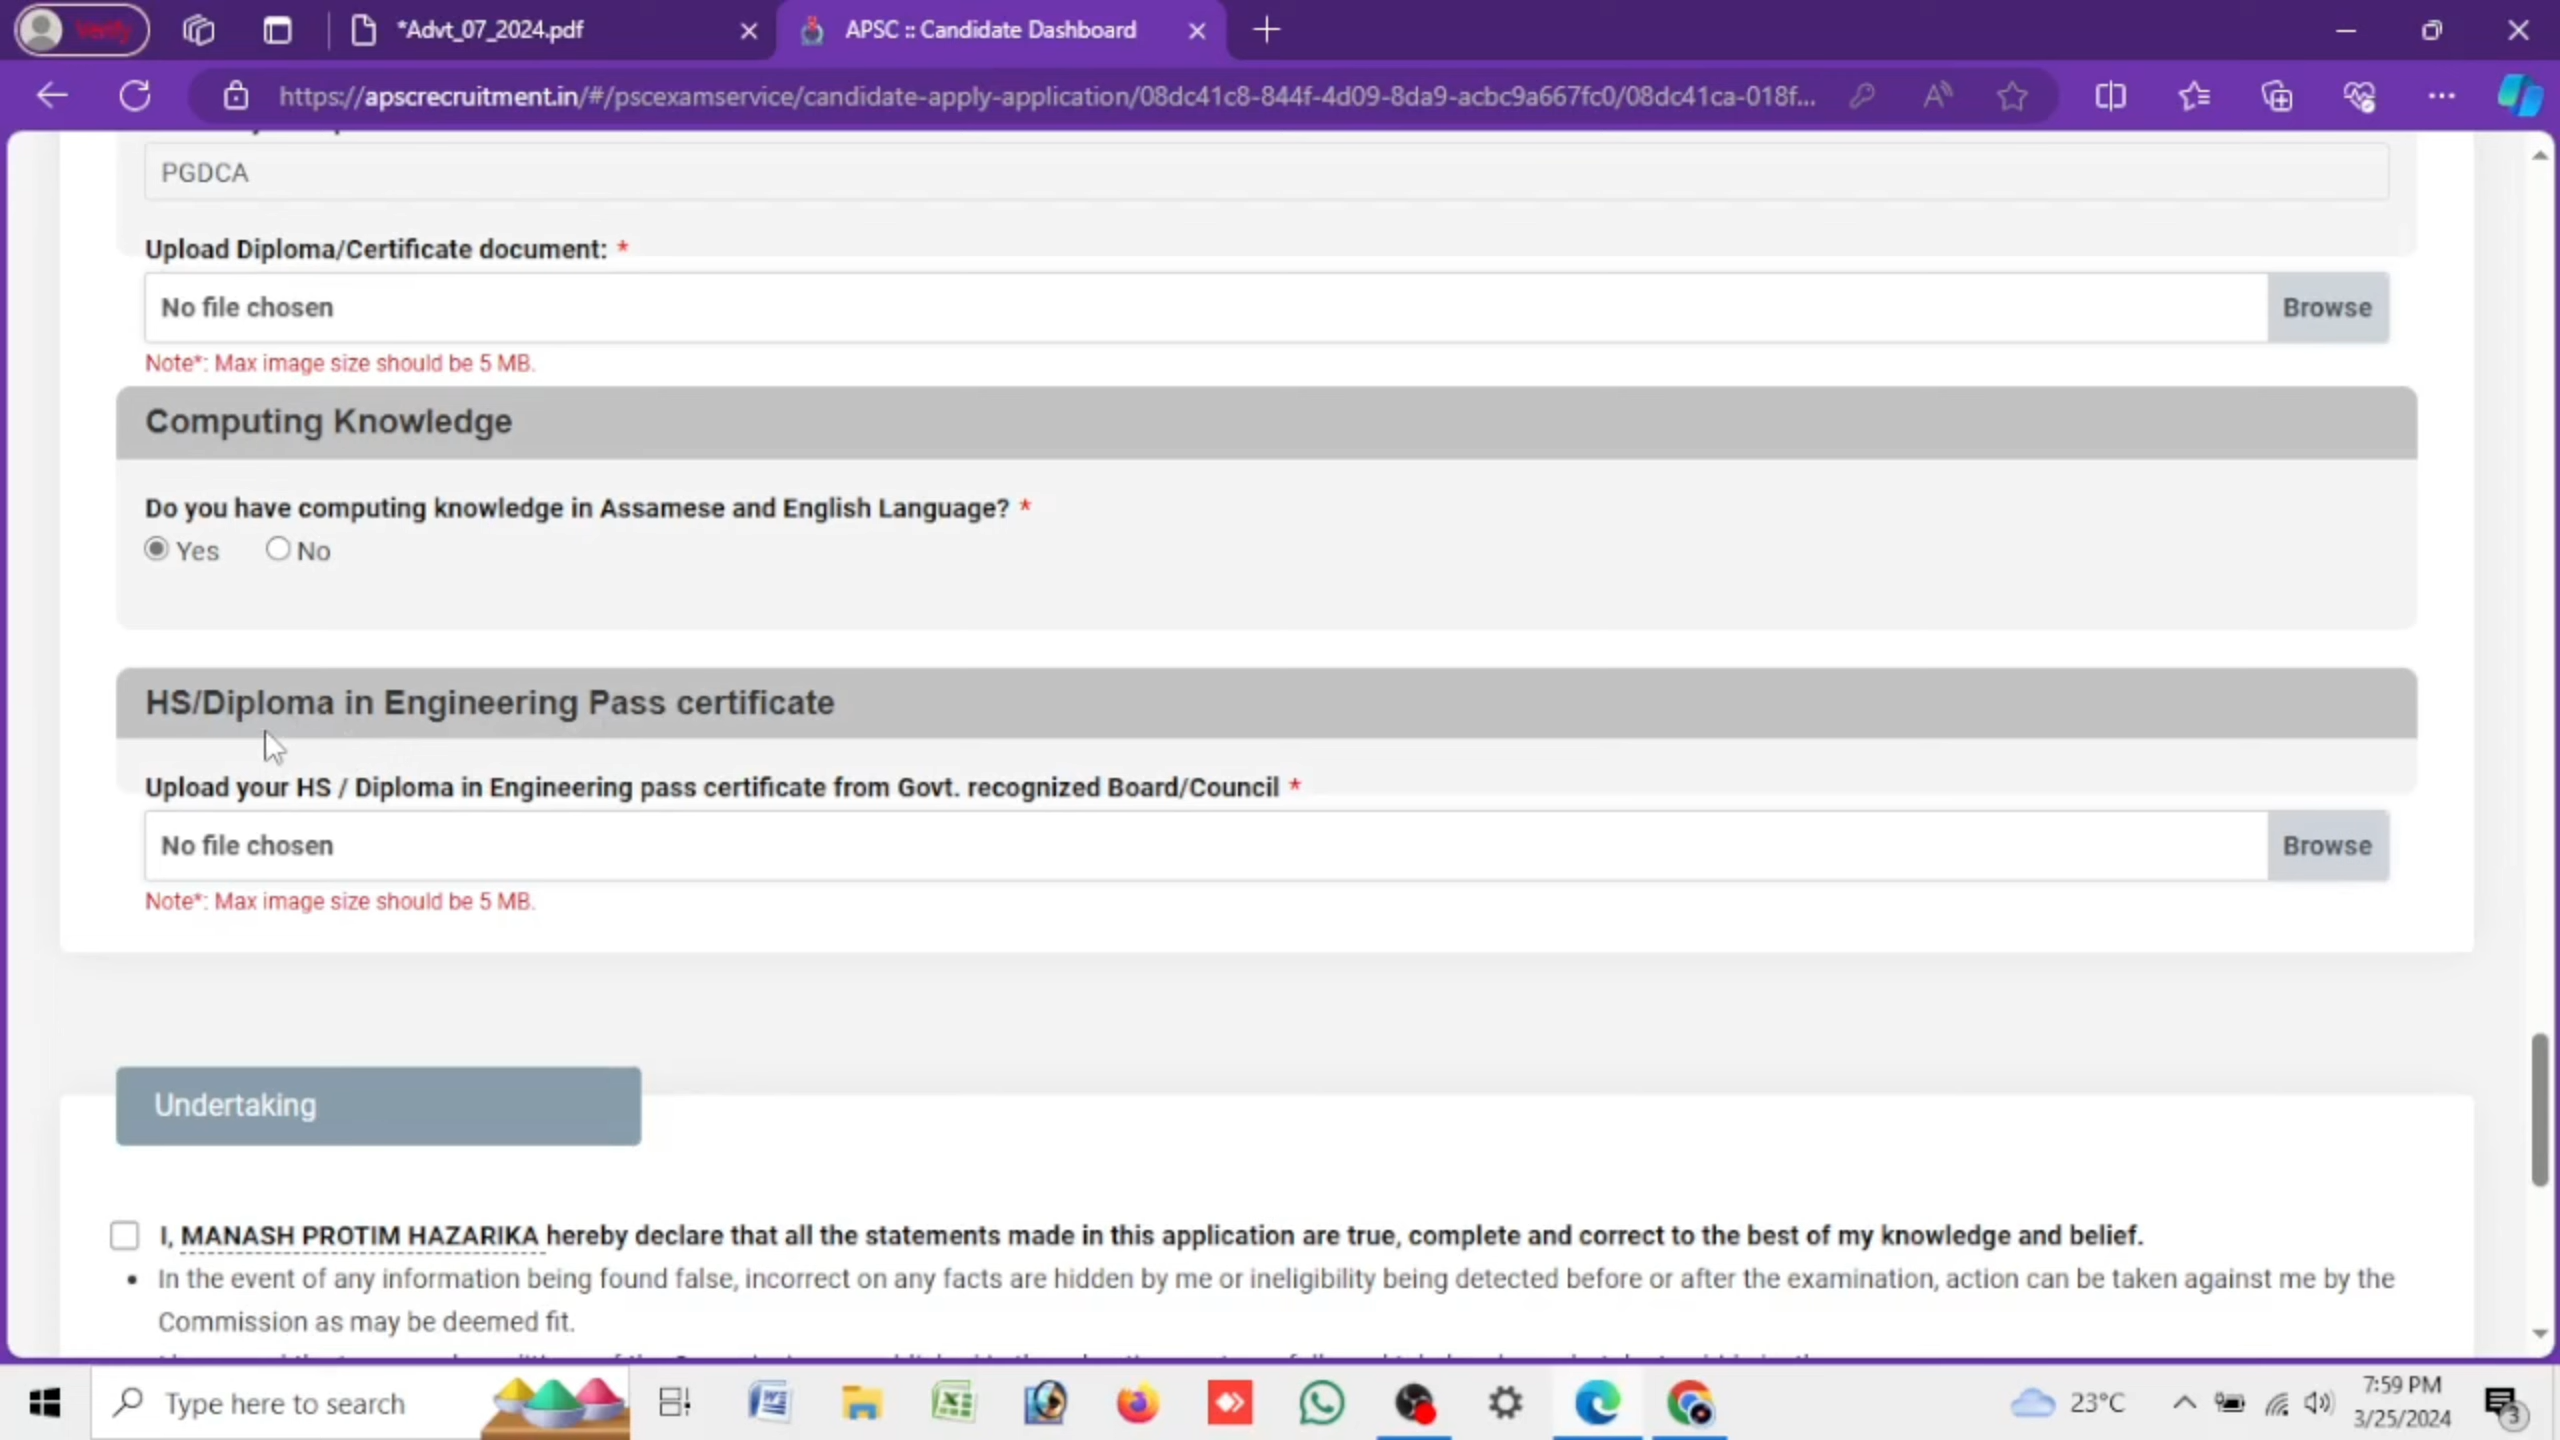 Verify
*Advt_07_2024.pdf
APSC :: Candidate Dashboard
https://apscrecruitment.in/#/pscexamservice/candidate-apply-application/08dc41c8-844f-4d09-8da9-acbc9a667fc0/08dc41ca-018f...
PGDCA
Upload Diploma/Certificate document: *
No file chosen
Browse
Note*: Max image size should be 5 MB.
Computing Knowledge
Do you have computing knowledge in Assamese and English Language? *
Yes No
HS/Diploma in Engineering Pass certificate
Upload your HS / Diploma in Engineering pass certificate from Govt. recognized Board/Council *
No file chosen
Browse
Note*: Max image size should be 5 MB.
Undertaking
I, MANASH PROTIM HAZARIKA hereby declare that all the statements made in this application are true, complete and correct to the best of my knowledge and belief.
• In the event of any information being found false, incorrect on any facts are hidden by me or ineligibility being detected before or after the examination, action can be taken against me by the
Commission as may be deemed fit.
Type here to search
23°C
7:59 PM
3/25/2024
3